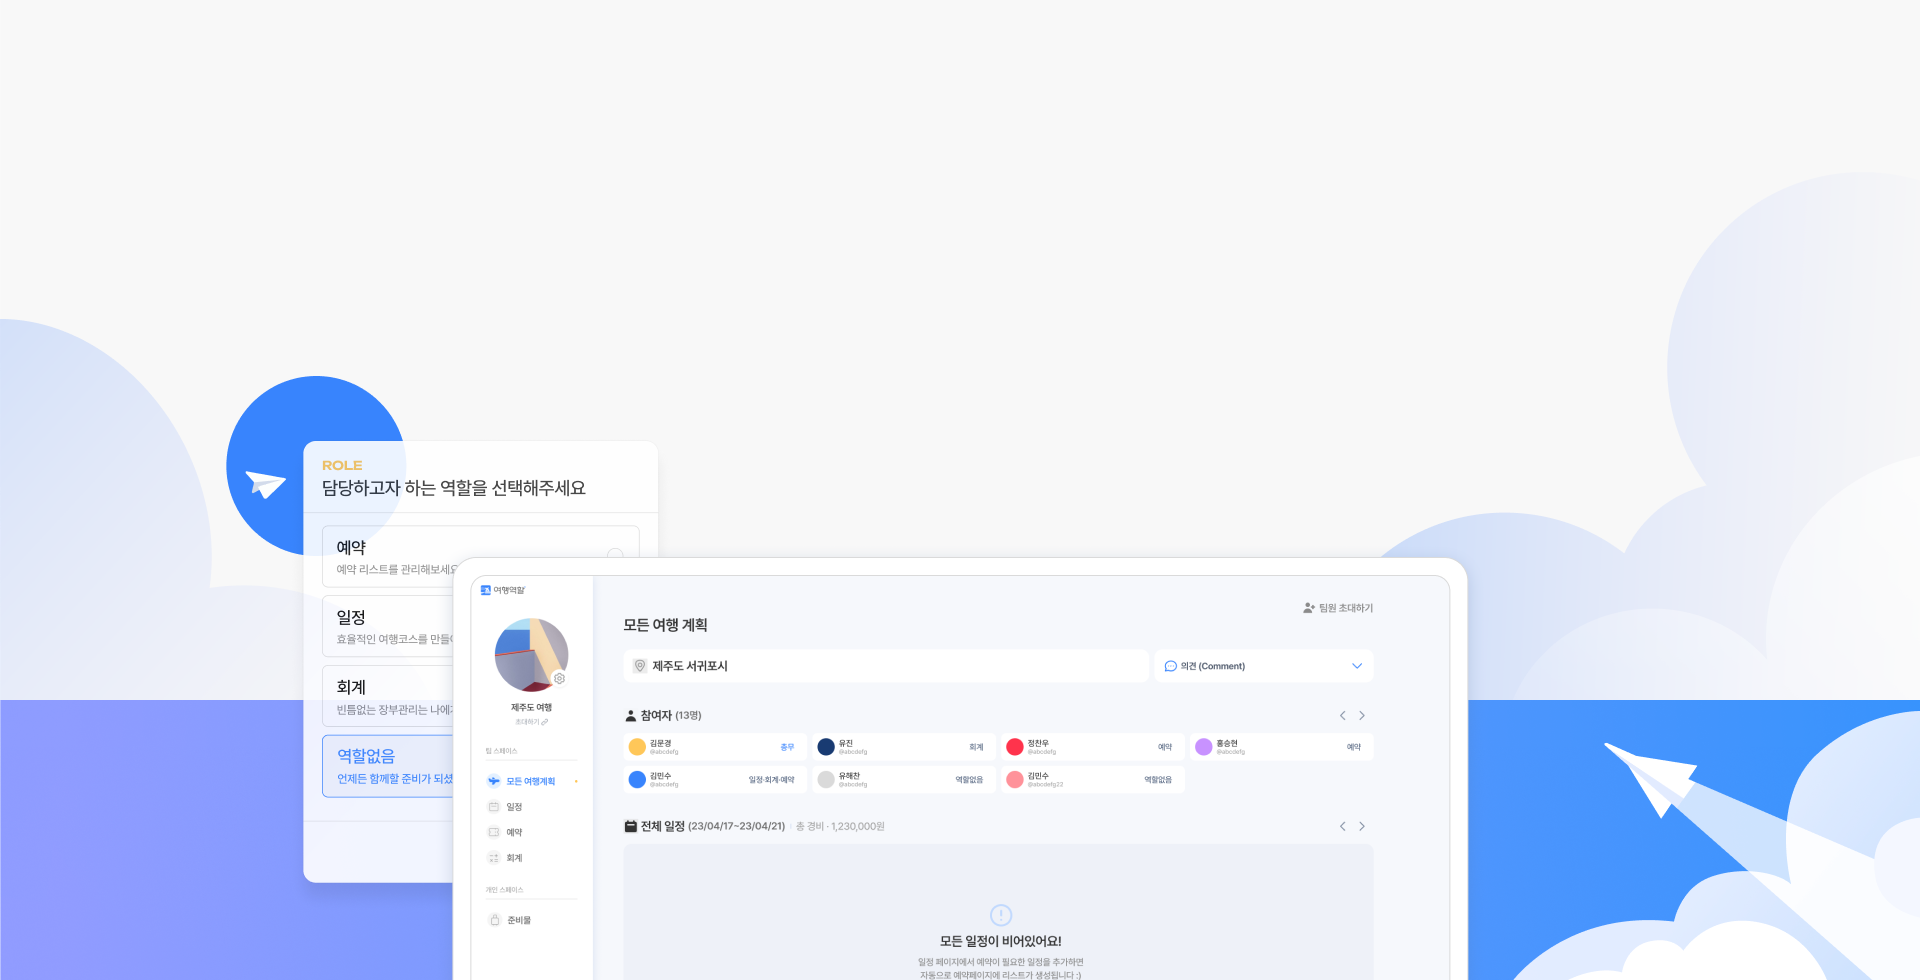 ROLE
담당하고자 하는 역할을 선택해주세요
예약
예약 리스트를 관리해보세요
일정
효율적인 여행코스를 만들어
회계
빈틈없는 장부관리는 나에게
역할없음
언제든 함께할 준비가 되셨
여행역할
제주도 여행
초대하기
팀 스페이스
모든 여행계획
일정
예약
회계
개인 스페이스
준비물
팀원 초대하기
모든 여행 계획
제주도 서귀포시
의견 (Comment)
참여자 (13명)
김문경 총무
@abcdefg
유진 회계
@abcdefg
정찬우 예약
@abcdefg
홍승현 예약
@abcdefg
김민수 일정·회계·예약
@abcdefg
유해찬 역할없음
@abcdefg
김민수 역할없음
@abcdefg23
전체 일정 (23/04/17~23/04/21) 총 경비 · 1,230,000원
모든 일정이 비어있어요!
일정 페이지에서 예약이 필요한 일정을 추가하면
자동으로 예약페이지에 리스트가 생성됩니다 :)